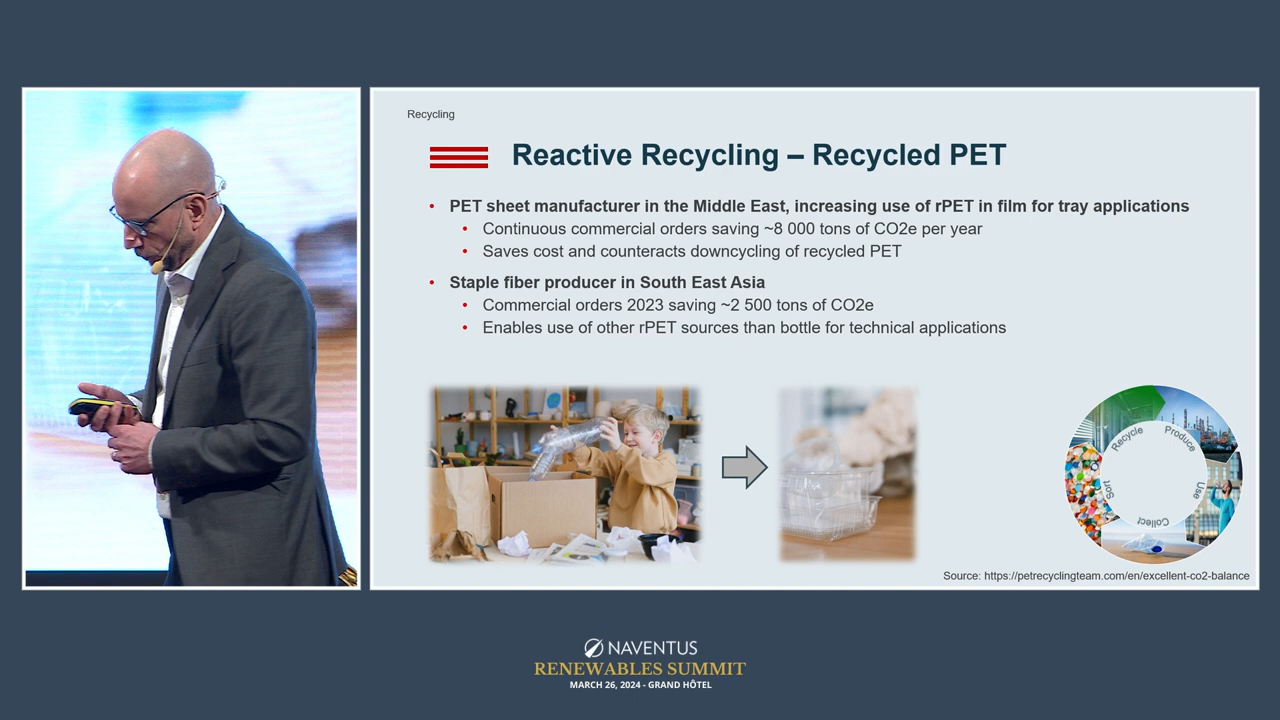 Recycling
Reactive Recycling – Recycled PET
• PET sheet manufacturer in the Middle East, increasing use of rPET in film for tray applications
• Continuous commercial orders saving ~8 000 tons of CO2e per year
• Saves cost and counteracts downcycling of recycled PET
• Staple fiber producer in South East Asia
• Commercial orders 2023 saving ~2 500 tons of CO2e
• Enables use of other rPET sources than bottle for technical applications
Recycle
Produce
Use
Collect
Sort
Source: https://petrecyclingteam.com/en/excellent-co2-balance
NAVENTUS
RENEWABLES SUMMIT
MARCH 26, 2024 - GRAND HÔTEL